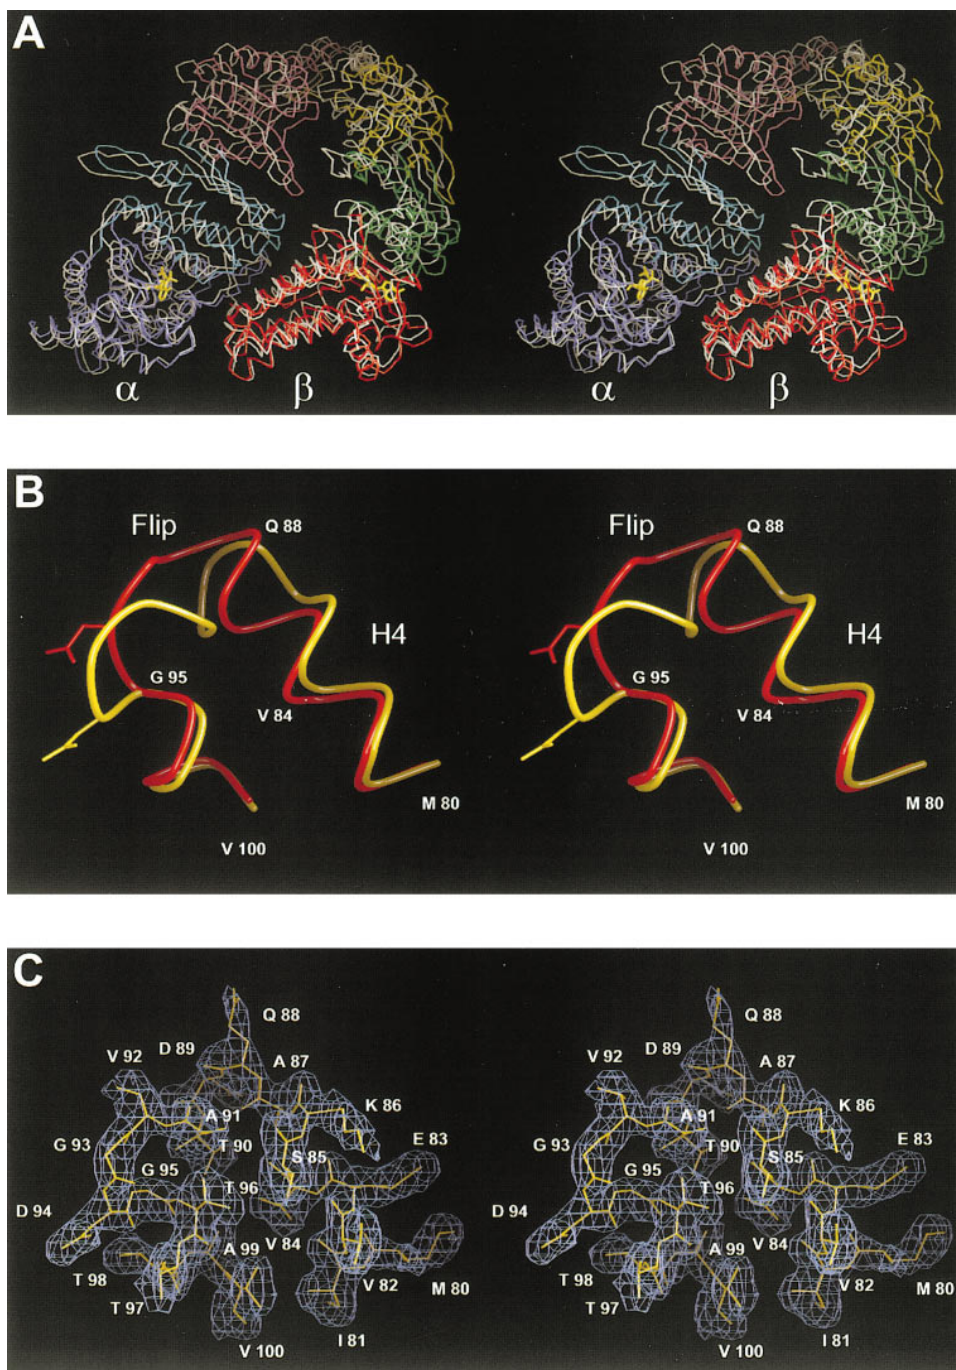 A
α β α β
B
Flip Q 88 Flip Q 88
H4 H4
G 95 G 95
V 84 V 84
M 80 M 80
V 100 V 100
C
Q 88 Q 88
D 89 D 89
V 92 A 87 V 92 A 87
K 86 K 86
A 91 A 91
G 93 T 90 E 83 G 93 T 90 E 83
S 85 S 85
G 95 G 95
T 96 T 96
D 94 D 94
A 99 V 84 A 99 V 84
T 98 V 82 M 80 T 98 V 82 M 80
T 97 T 97
I 81 I 81
V 100 V 100